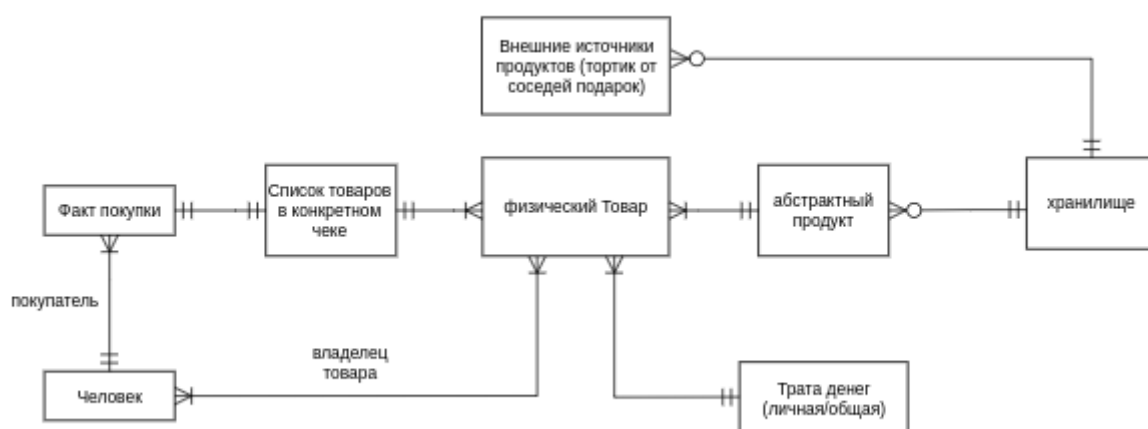 Внешние источники
продуктов (тортик от
соседей подарок)
Факт покупки
Список товаров
в конкретном
чеке
физический Товар
абстрактный
продукт
хранилище
покупатель
владелец
товара
Человек
Трата денег
(личная/общая)